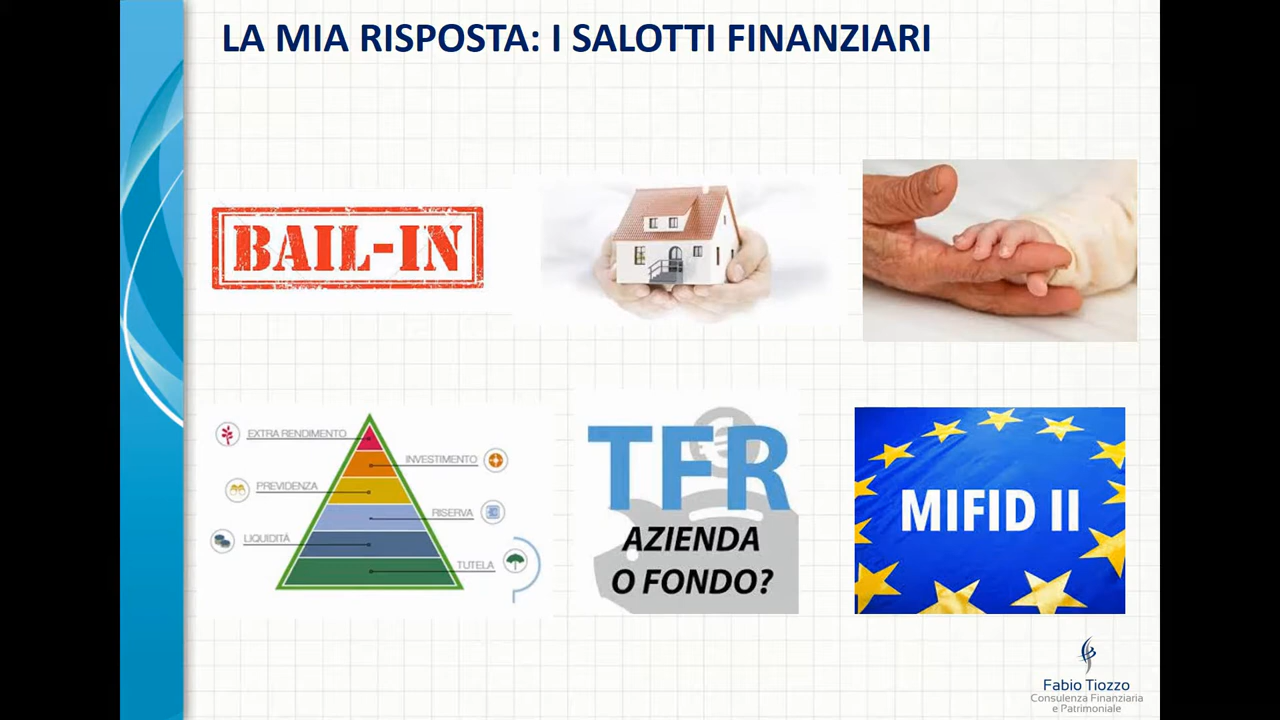 LA MIA RISPOSTA: I SALOTTI FINANZIARI
BAIL-IN
EXTRA RENDIMENTO
INVESTIMENTO
PREVIDENZA
RISERVA
LIQUIDITÀ
TUTELA
TFR
AZIENDA
O FONDO?
MIFID II
Fabio Tiozzo
Consulenza Finanziaria
e Patrimoniale